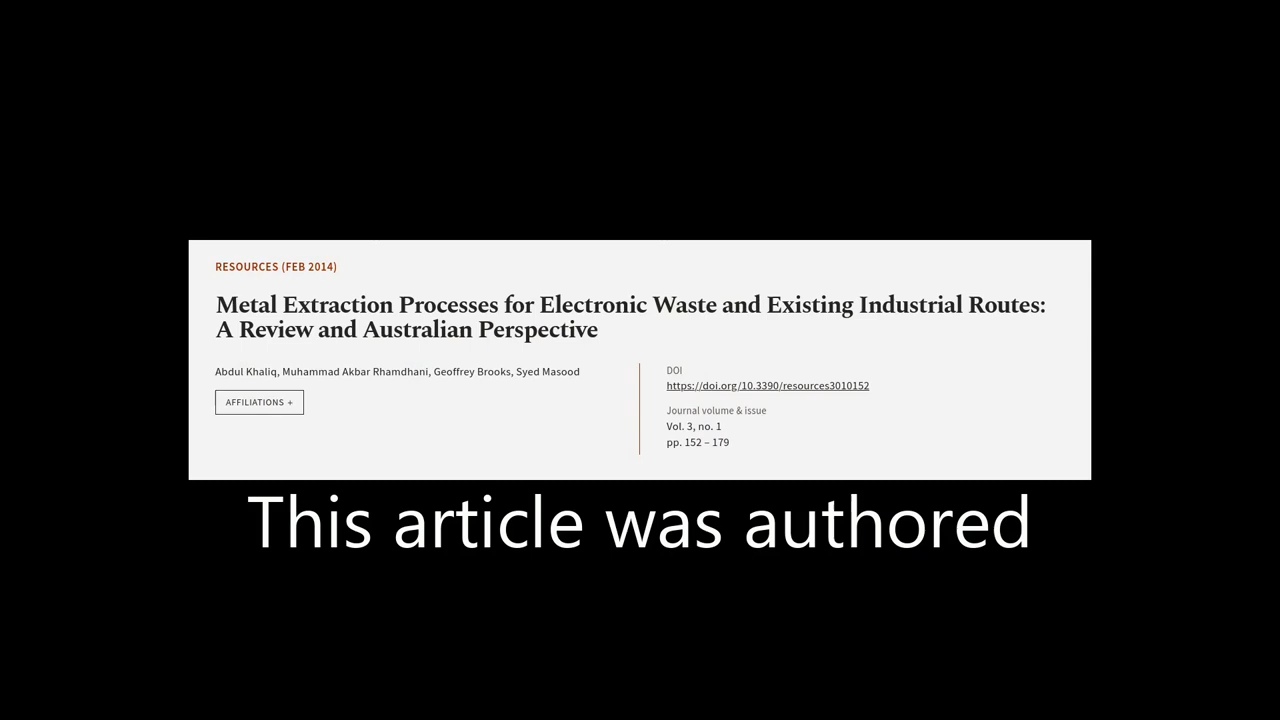 RESOURCES (FEB 2014)
Metal Extraction Processes for Electronic Waste and Existing Industrial Routes:
A Review and Australian Perspective
Abdul Khaliq, Muhammad Akbar Rhamdhani, Geoffrey Brooks, Syed Masood
AFFILIATIONS +
DOI
https://doi.org/10.3390/resources3010152
Journal volume & issue
Vol. 3, no. 1
pp. 152 – 179
This article was authored